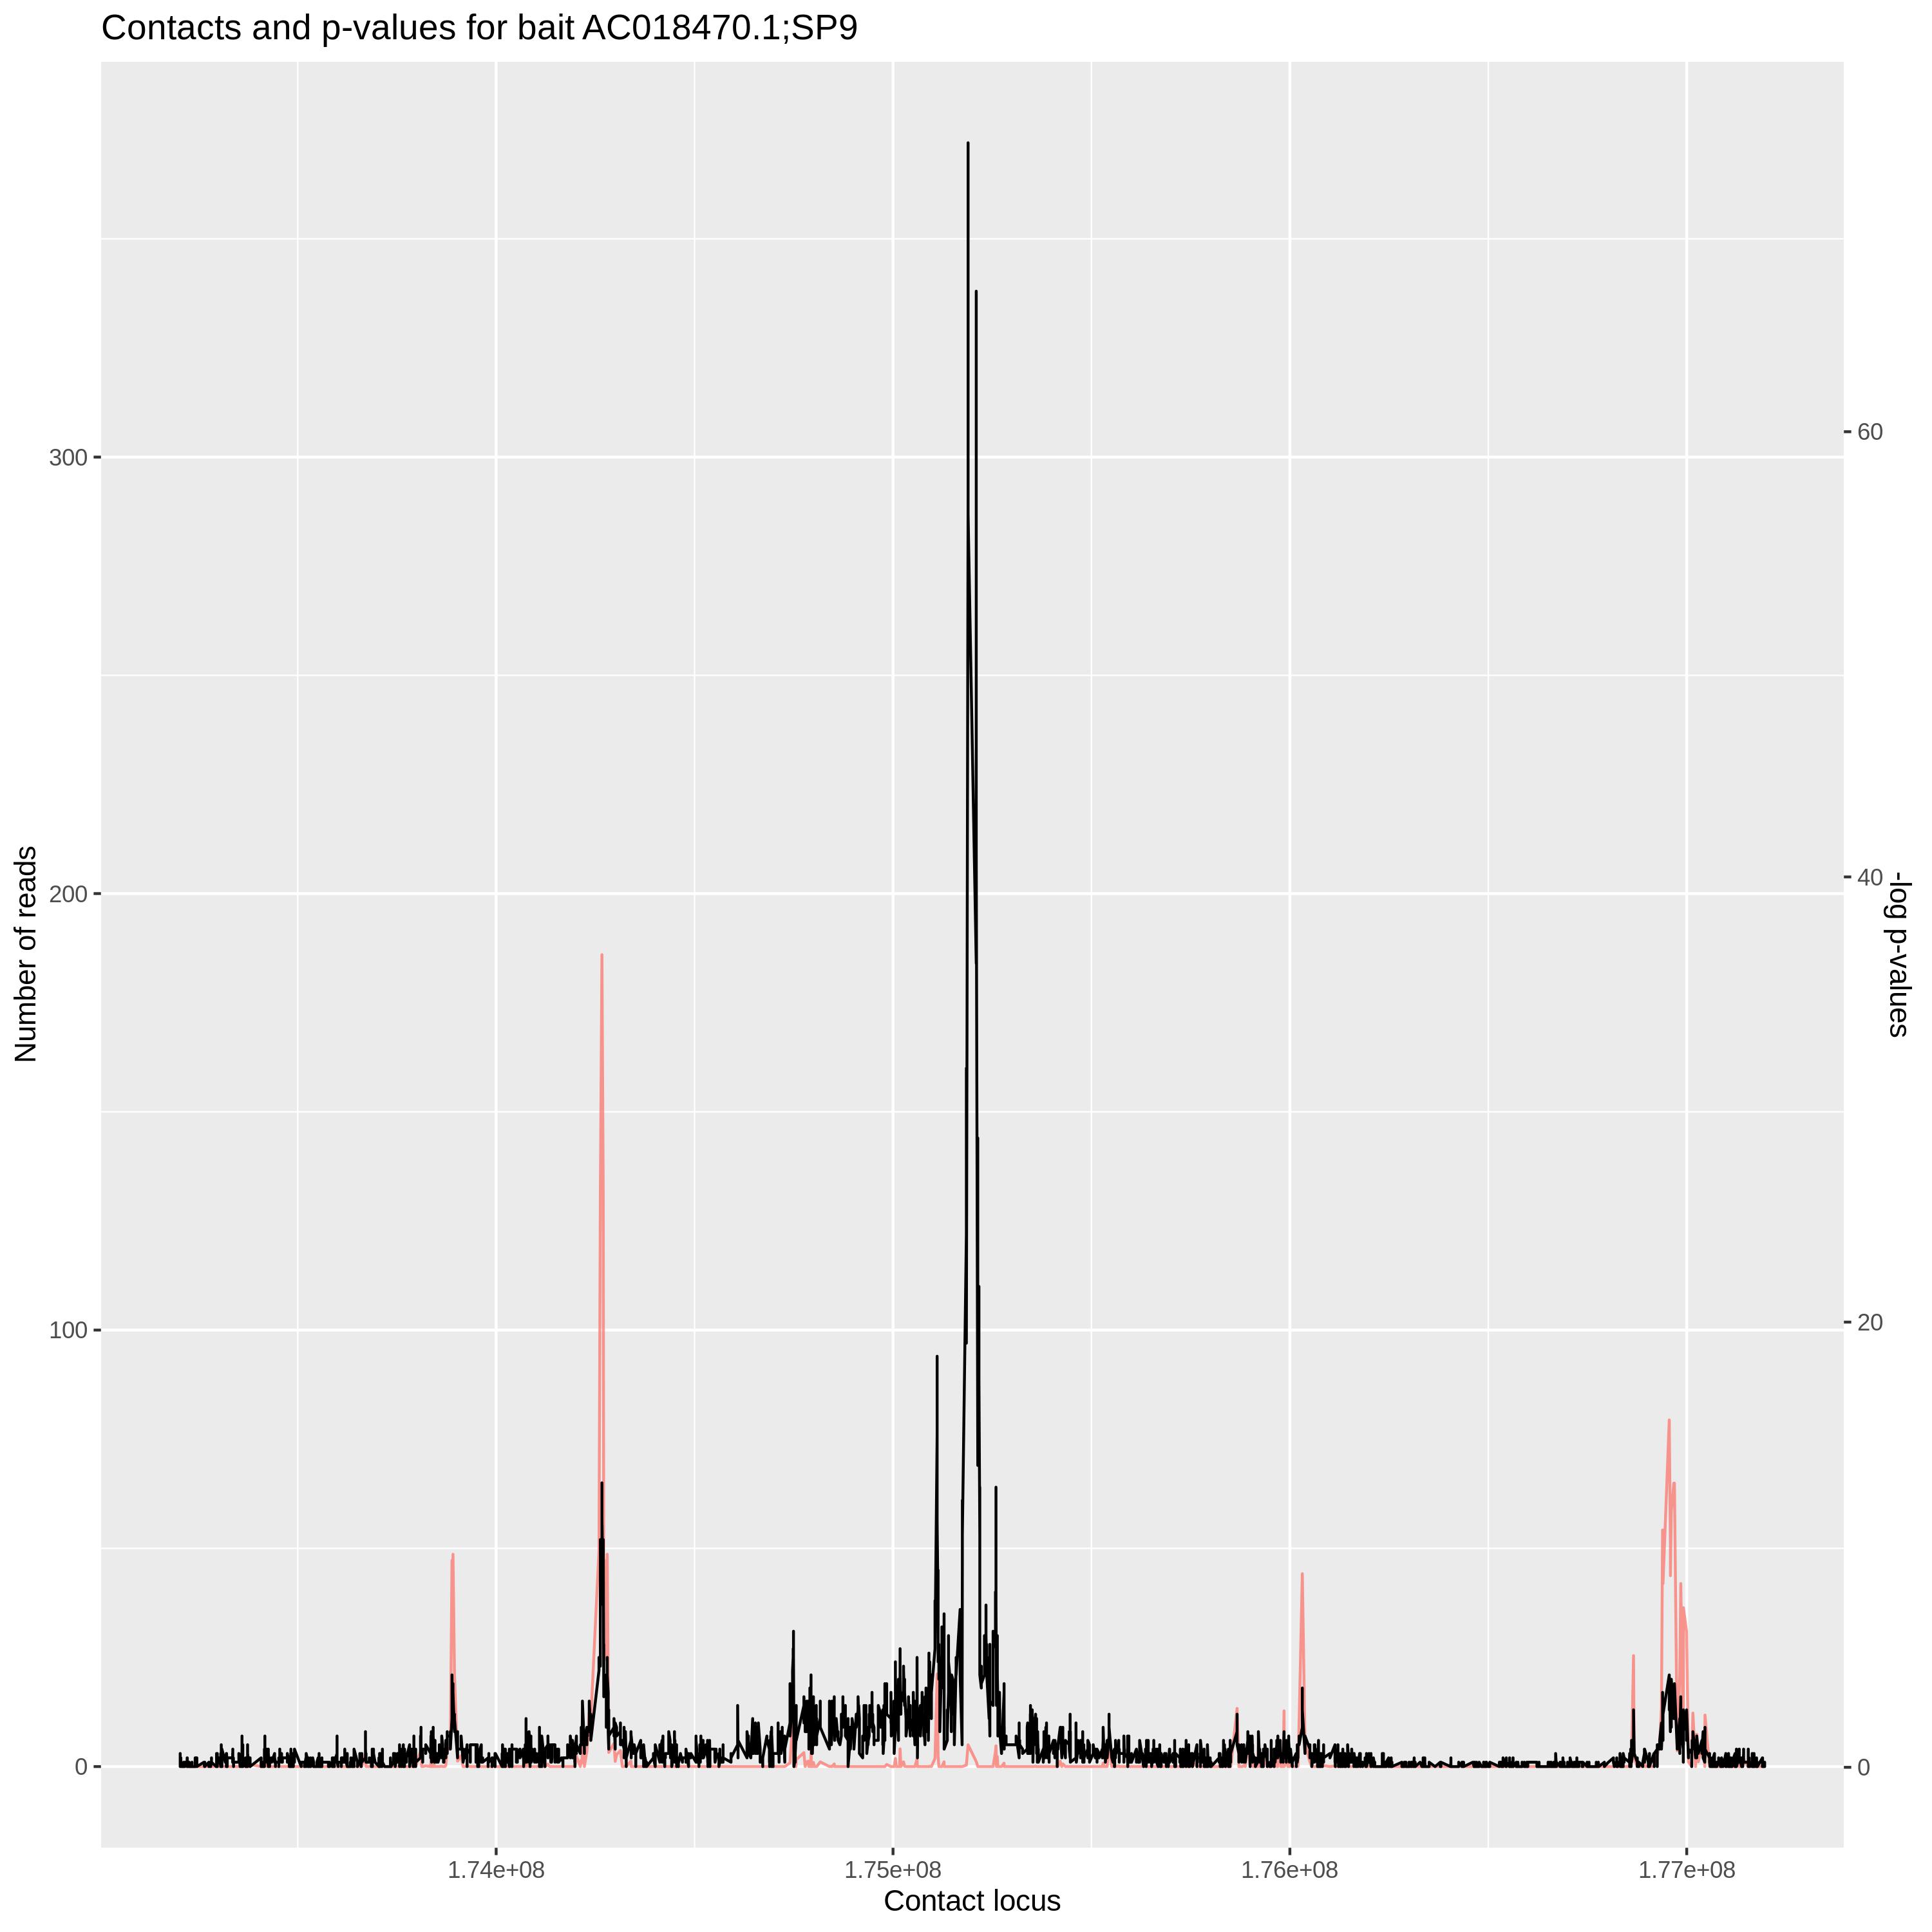 Contacts and p-values for bait AC018470.1;SP9
300
200
100
0
Number of reads
60
40
20
0
-log p-values
1.74e+08
1.75e+08
1.76e+08
1.77e+08
Contact locus